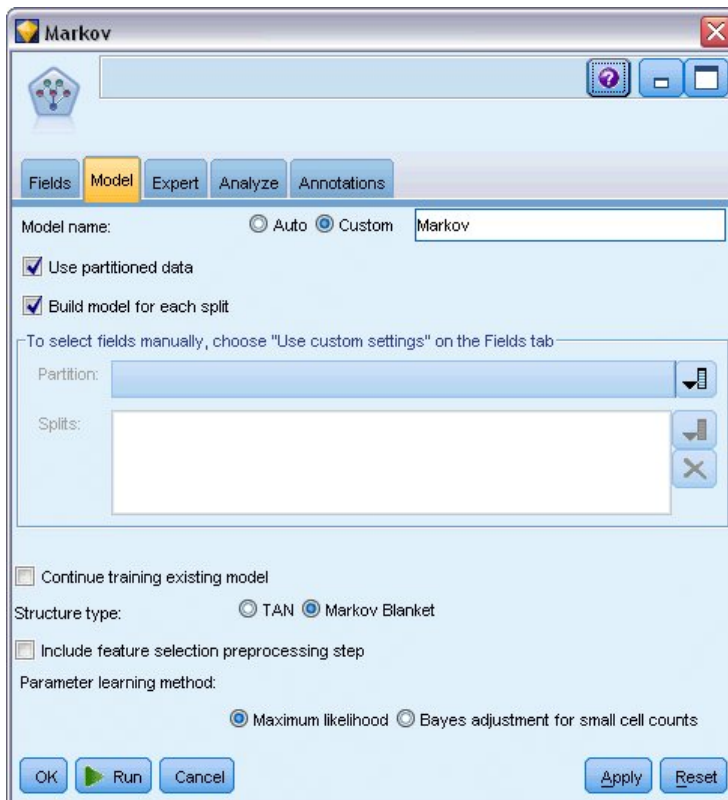 Markov
Fields Model Expert Analyze Annotations
Model name: Auto Custom Markov
Use partitioned data
Build model for each split
To select fields manually, choose "Use custom settings" on the Fields tab
Partition:
Splits:
Continue training existing model
Structure type: TAN Markov Blanket
Include feature selection preprocessing step
Parameter learning method:
Maximum likelihood Bayes adjustment for small cell counts
OK Run Cancel Apply Reset